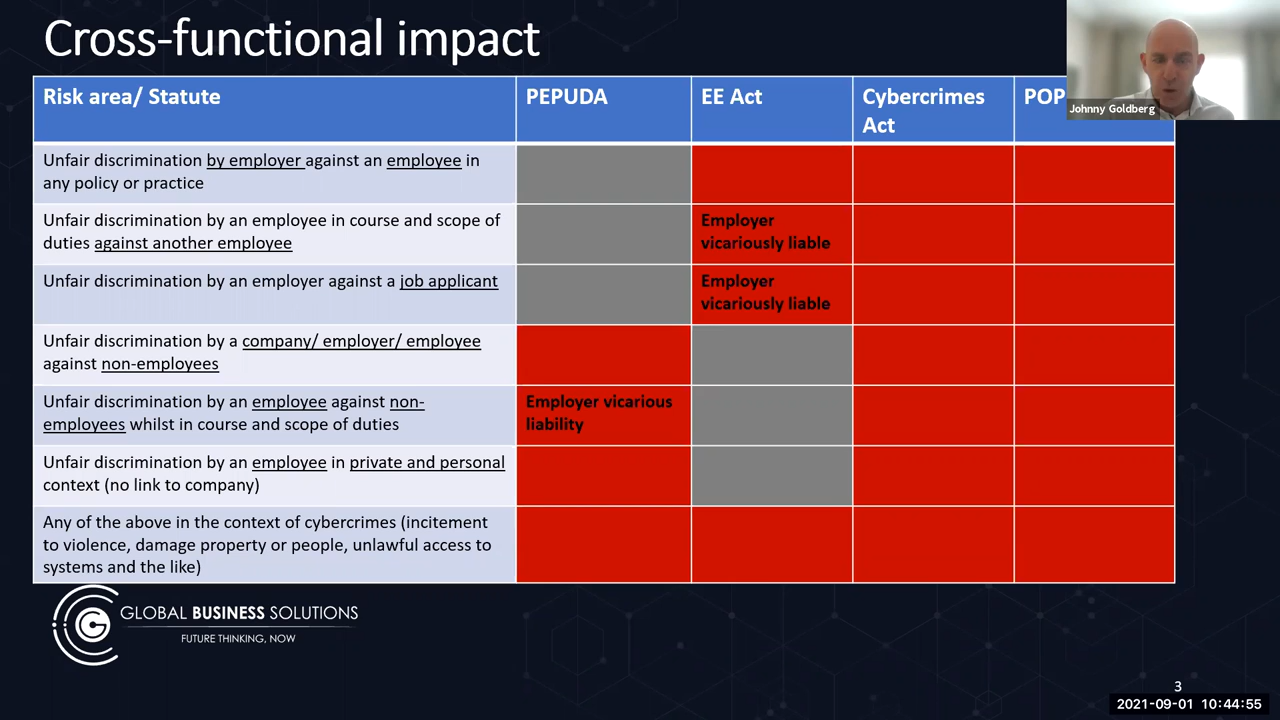 Cross-functional impact
Johnny Goldberg
Risk area/ Statute
PEPUDA
EE Act
Cybercrimes
Act
POP
Unfair discrimination by employer against an employee in
any policy or practice
Unfair discrimination by an employee in course and scope of
duties against another employee
Employer
vicariously liable
Unfair discrimination by an employer against a job applicant
Employer
vicariously liable
Unfair discrimination by a company/ employer/ employee
against non-employees
Unfair discrimination by an employee against non-
employees whilst in course and scope of duties
Employer vicarious
liability
Unfair discrimination by an employee in private and personal
context (no link to company)
Any of the above in the context of cybercrimes (incitement
to violence, damage property or people, unlawful access to
systems and the like)
GLOBAL BUSINESS SOLUTIONS
FUTURE THINKING, NOW
3
2021-09-01 10:44:55